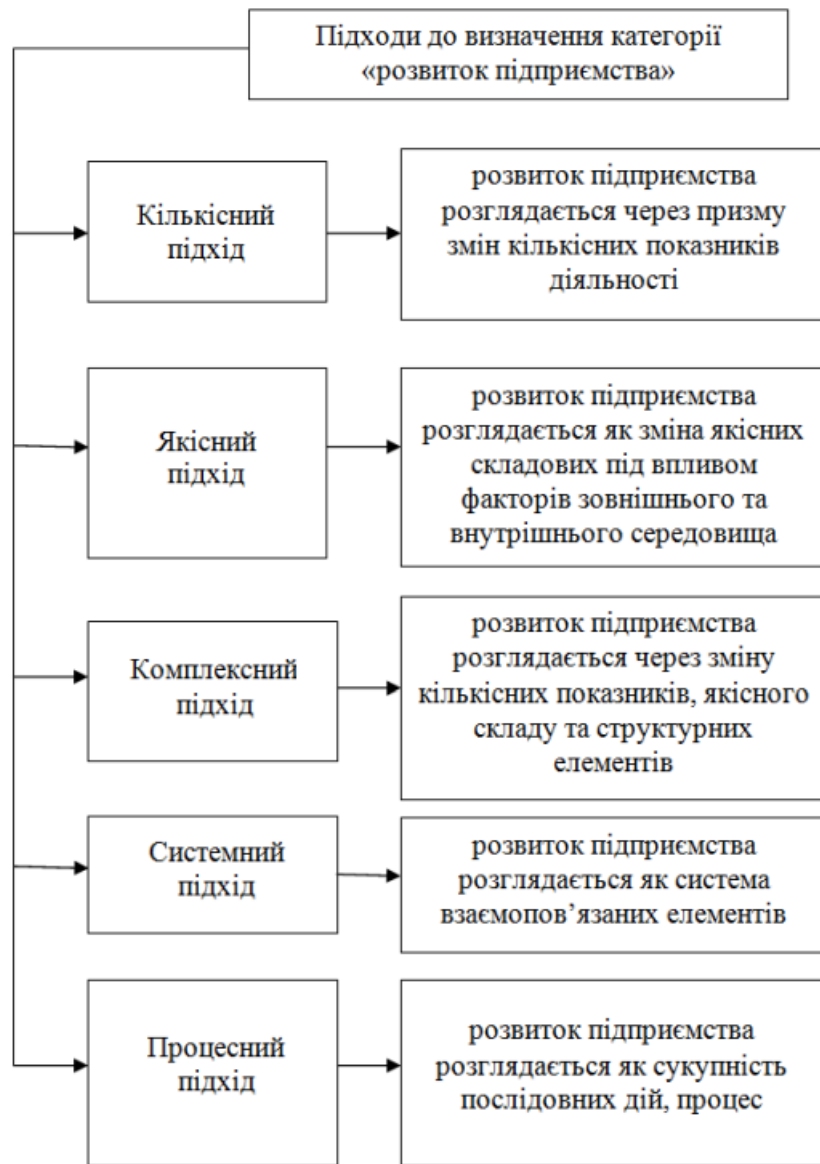 Підходи до визначення категорії
«розвиток підприємства»
Кількісний
підхід
розвиток підприємства
розглядається через призму
змін кількісних показників
діяльності
Якісний
підхід
розвиток підприємства
розглядається як зміна якісних
складових під впливом
факторів зовнішнього та
внутрішнього середовища
Комплексний
підхід
розвиток підприємства
розглядається через зміну
кількісних показників, якісного
складу та структурних
елементів
Системний
підхід
розвиток підприємства
розглядається як система
взаємопов’язаних елементів
Процесний
підхід
розвиток підприємства
розглядається як сукупність
послідовних дій, процес